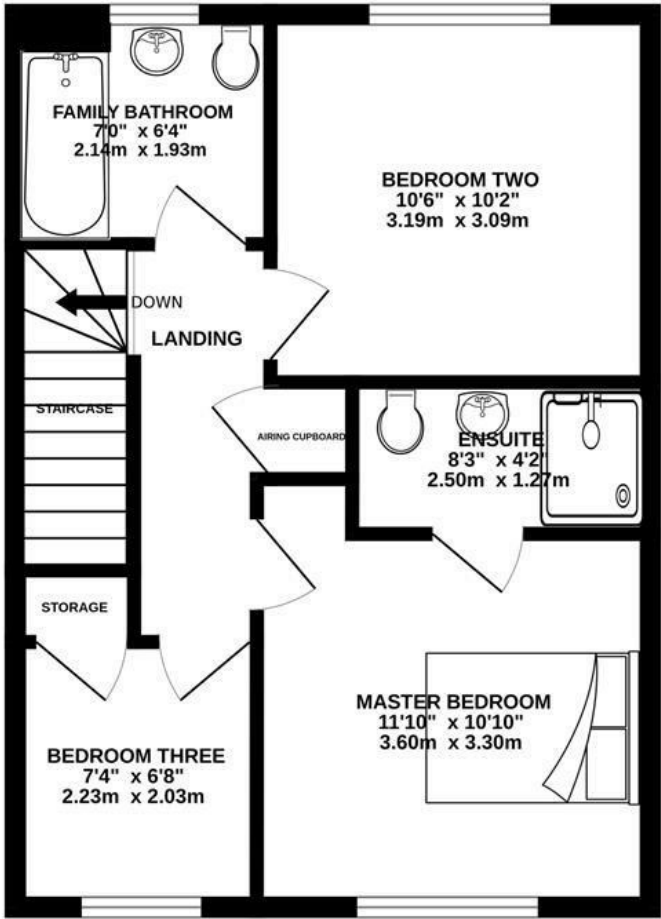 FAMILY BATHROOM
7'0" x 6'4"
2.14m x 1.93m
BEDROOM TWO
10'6" x 10'2"
3.19m x 3.09m
DOWN
LANDING
STAIRCASE
AIRING CUPBOARD
ENSUITE
8'3" x 4'2"
2.50m x 1.27m
STORAGE
MASTER BEDROOM
11'10" x 10'10"
3.60m x 3.30m
BEDROOM THREE
7'4" x 6'8"
2.23m x 2.03m